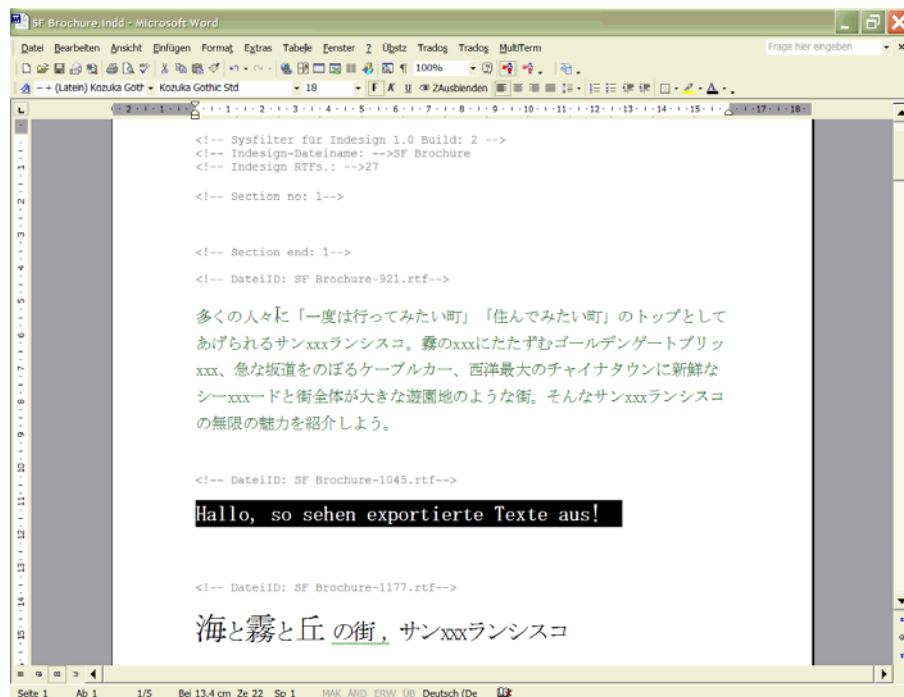 SF Brochure.Indd - Microsoft Word
Datei Bearbeiten Ansicht Einfügen Format Extras Tabelle Fenster ? Übstz Trados Trados MultiTerm Frage hier eingeben
100%
(Latein) Kozuka Goth Kozuka Gothic Std 18 F K U ZAusblenden
<!-- Sysfilter für Indesign 1.0 Build: 2 -->
<!-- Indesign-Dateiname: -->SF Brochure
<!-- Indesign RTFs.: -->27
<!-- Section no: 1-->
<!-- Section end: 1-->
<!-- DateiID: SF Brochure-921.rtf-->
多くの人々に「一度は行ってみたい町」「住んでみたい町」のトップとして
あげられるサンxxxランシスコ。霧のxxxにたたずむゴールデンゲートブリッ
xxx、急な坂道をのぼるケーブルカー、西洋最大のチャイナタウンに新鮮な
シーxxxードと街全体が大きな遊園地のような街。そんなサンxxxランシスコ
の無限の魅力を紹介しよう。
<!-- DateiID: SF Brochure-1045.rtf-->
Hallo, so sehen exportierte Texte aus!
<!-- DateiID: SF Brochure-1177.rtf-->
海と霧と丘 の街, サンxxxランシスコ
Seite 1 Ab 1 1/5 Bei 13,4 cm Ze 22 Sp 1 MAK ÄND ERW ÜB Deutsch (De